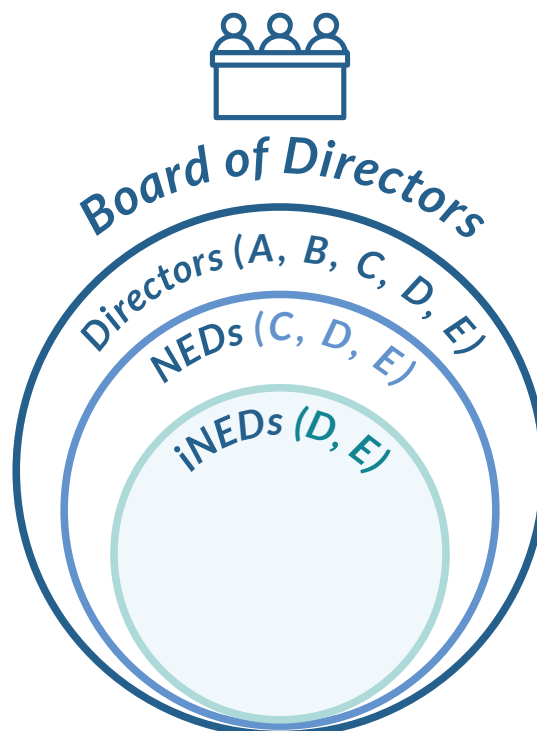 Board of Directors
Directors (A, B, C, D, E)
NEDs (C, D, E)
iNEDs (D, E)